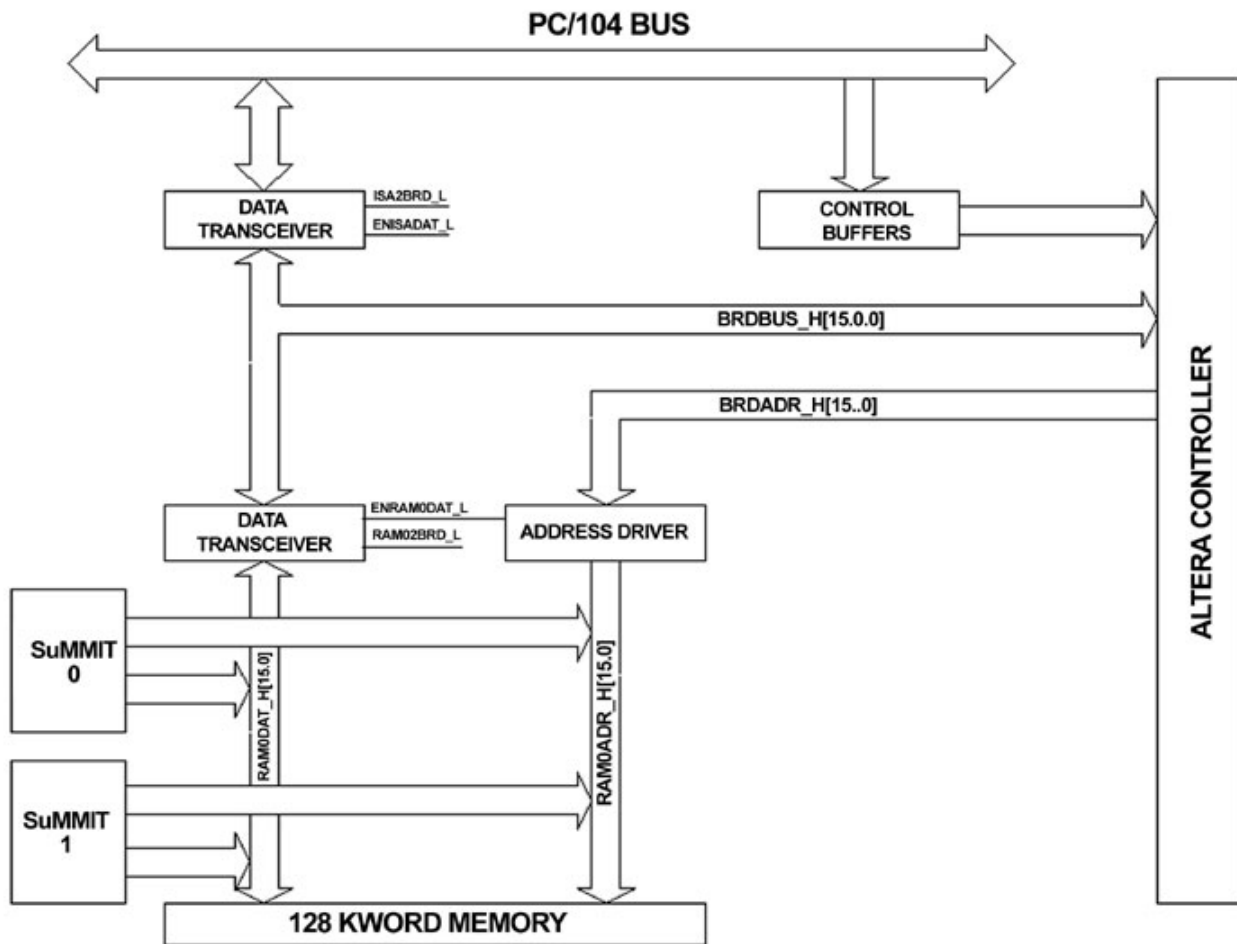 PC/104 BUS
DATA
TRANSCEIVER
ISA2BRD_L
ENISADAT_L
CONTROL
BUFFERS
BRDBUS_H[15.0.0]
BRDADR_H[15..0]
ALTERA CONTROLLER
DATA
TRANSCEIVER
ENRAM0DAT_L
RAM02BRD_L
ADDRESS DRIVER
SuMMIT
0
RAM0DAT_H[15.0]
RAM0ADR_H[15.0]
SuMMIT
1
128 KWORD MEMORY